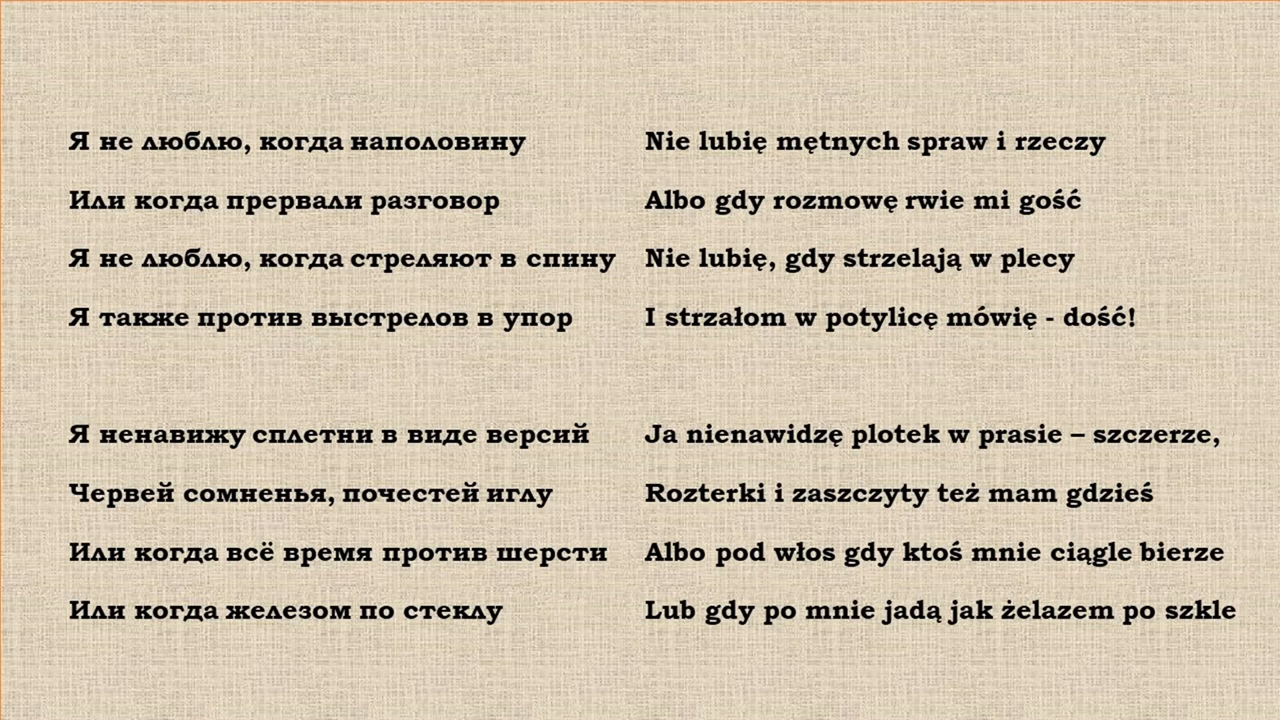 Я не люблю, когда наполовину
Или когда прервали разговор
Я не люблю, когда стреляют в спину
Я также против выстрелов в упор
Я ненавижу сплетни в виде версий
Червей сомненья, почестей иглу
Или когда всё время против шерсти
Или когда железом по стеклу
Nie lubię mętnych spraw i rzeczy
Albo gdy rozmowę rwie mi gość
Nie lubię, gdy strzelają w plecy
I strzałom w potylicę mówię - dość!
Ja nienawidzę plotek w prasie – szczerze,
Rozterki i zaszczyty też mam gdzieś
Albo pod włos gdy ktoś mnie ciągle bierze
Lub gdy po mnie jadą jak żelazem po szkle